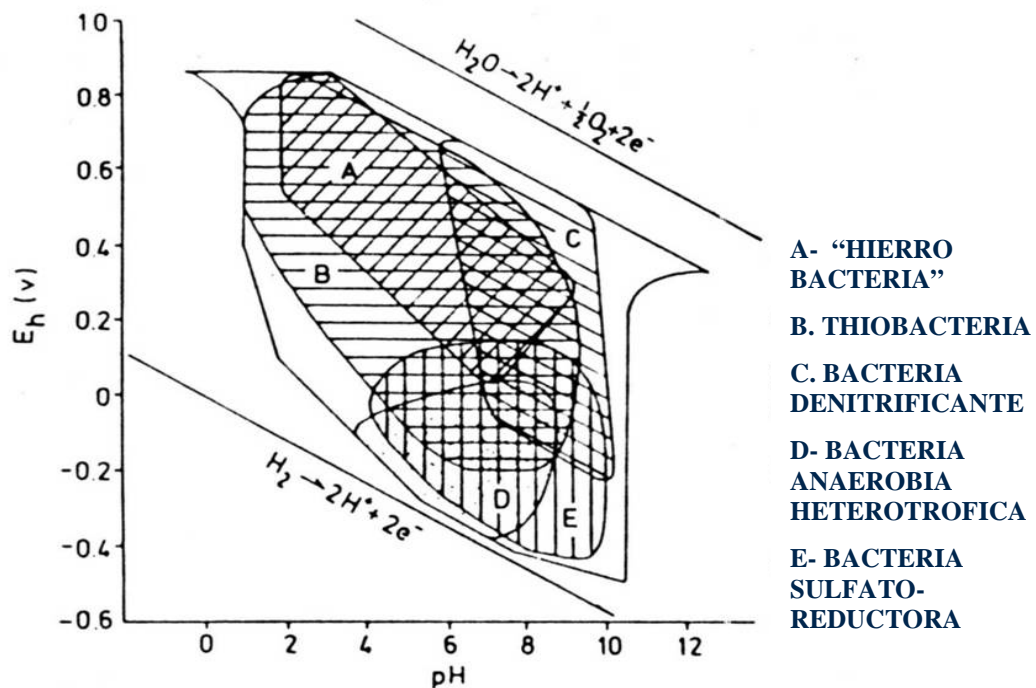 10
0.8
0.6
0.4
0.2
0
-0.2
-0.4
-0.6
E_h (v)
0
2
4
6
8
10
12
pH
H₂O→2H⁺+½O₂+2e⁻
H₂→2H⁺+2e⁻
A
B
C
D
E
A- “HIERRO
BACTERIA”
B. THIOBACTERIA
C. BACTERIA
DENITRIFICANTE
D- BACTERIA
ANAEROBIA
HETEROTROFICA
E- BACTERIA
SULFATO-
REDUCTORA